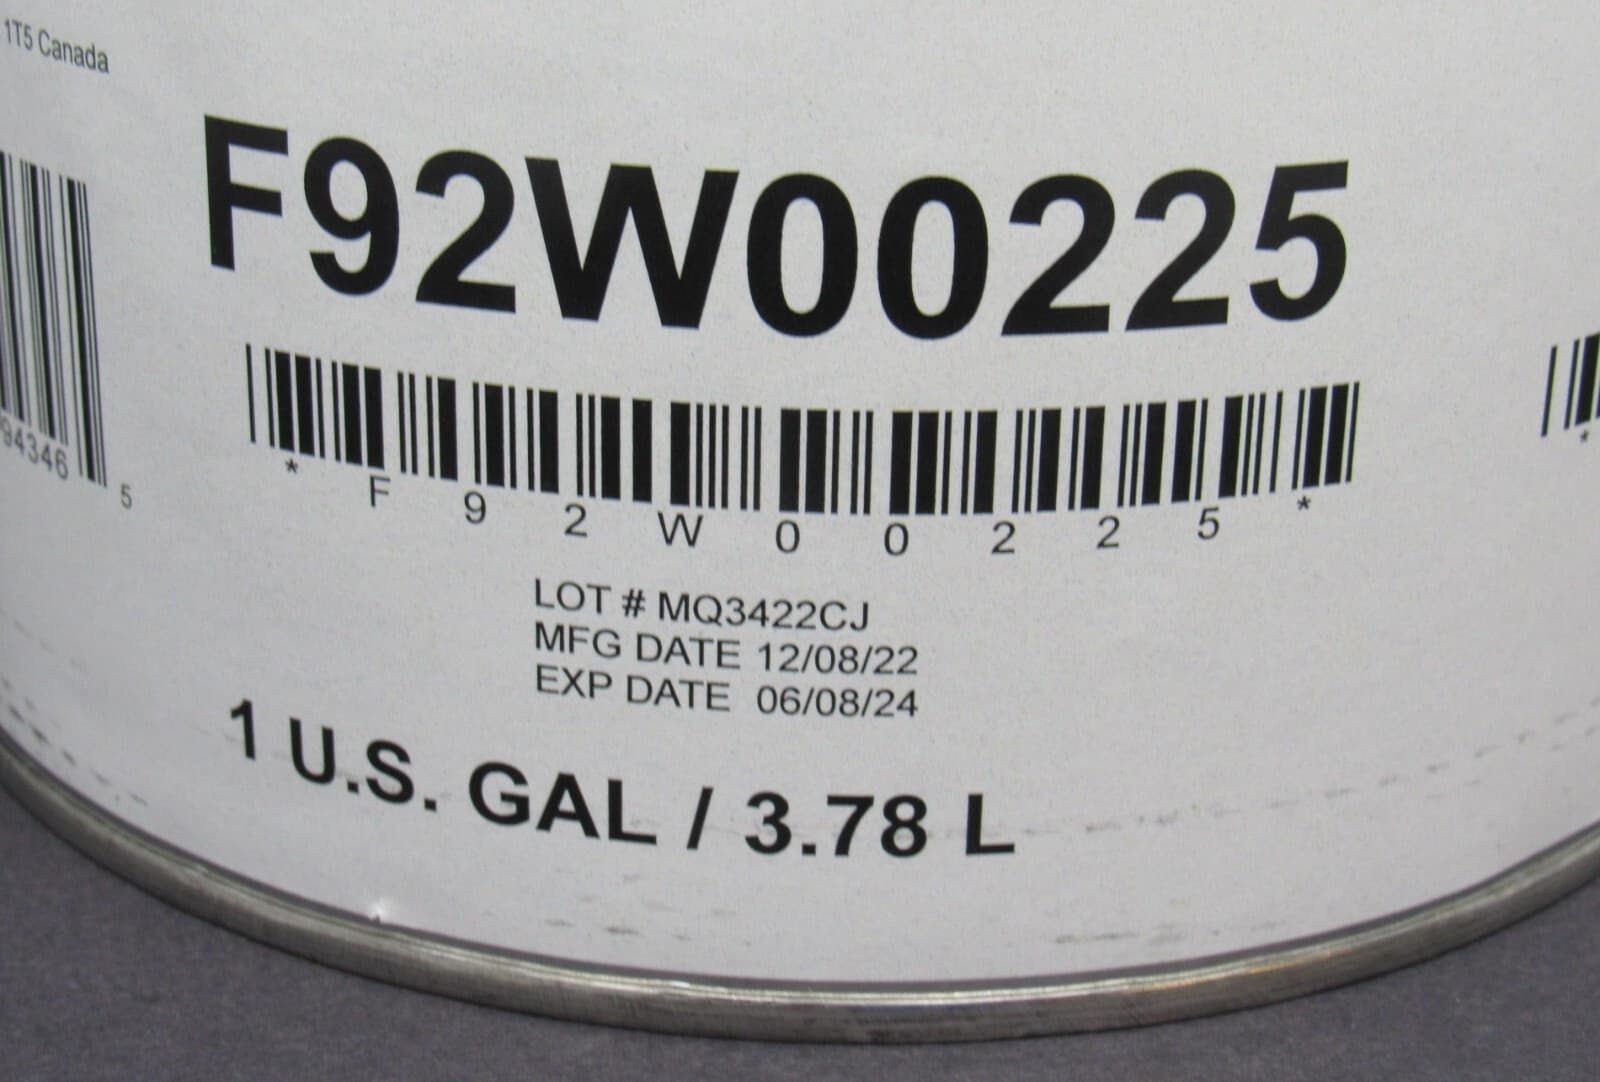 1T5 Canada
F92W00225
*F92W00225*
94346 5
*
LOT # MQ3422CJ
MFG DATE 12/08/22
EXP DATE 06/08/24
1 U.S. GAL / 3.78 L